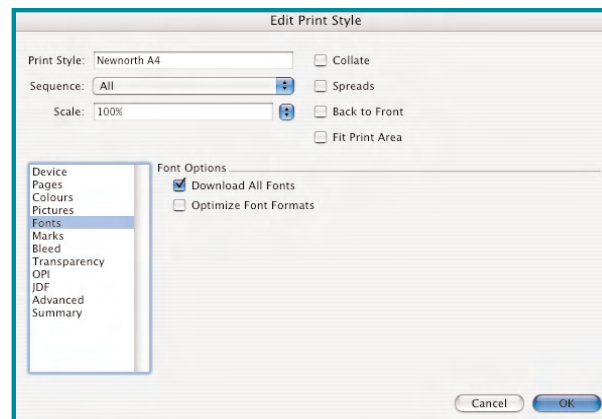 Edit Print Style
Print Style: Newnorth A4
Collate
Sequence: All
Spreads
Scale: 100%
Back to Front
Fit Print Area
Device
Pages
Colours
Pictures
Fonts
Marks
Bleed
Transparency
OPI
JDF
Advanced
Summary
Font Options
Download All Fonts
Optimize Font Formats
Cancel
OK